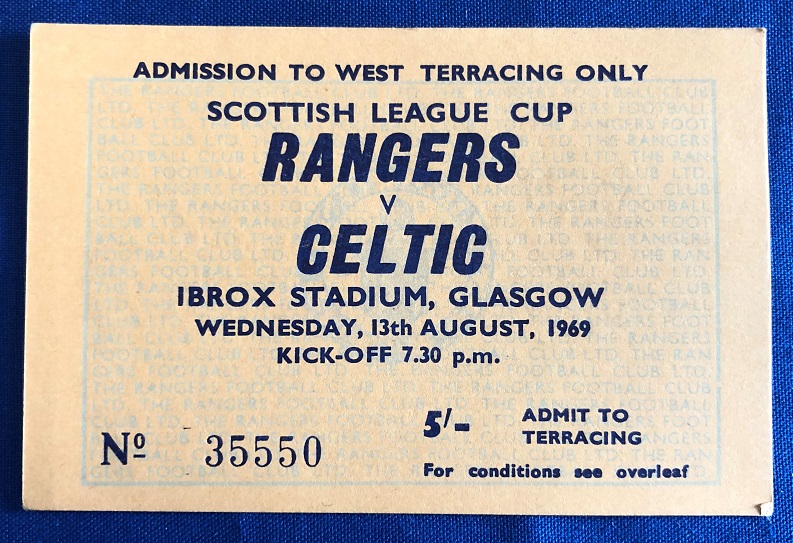 ADMISSION TO WEST TERRACING ONLY
SCOTTISH LEAGUE CUP
RANGERS
V
CELTIC
IBROX STADIUM, GLASGOW
WEDNESDAY, 13th AUGUST, 1969
KICK-OFF 7.30 p.m.
Nº 35550
5/- ADMIT TO
TERRACING
For conditions see overleaf